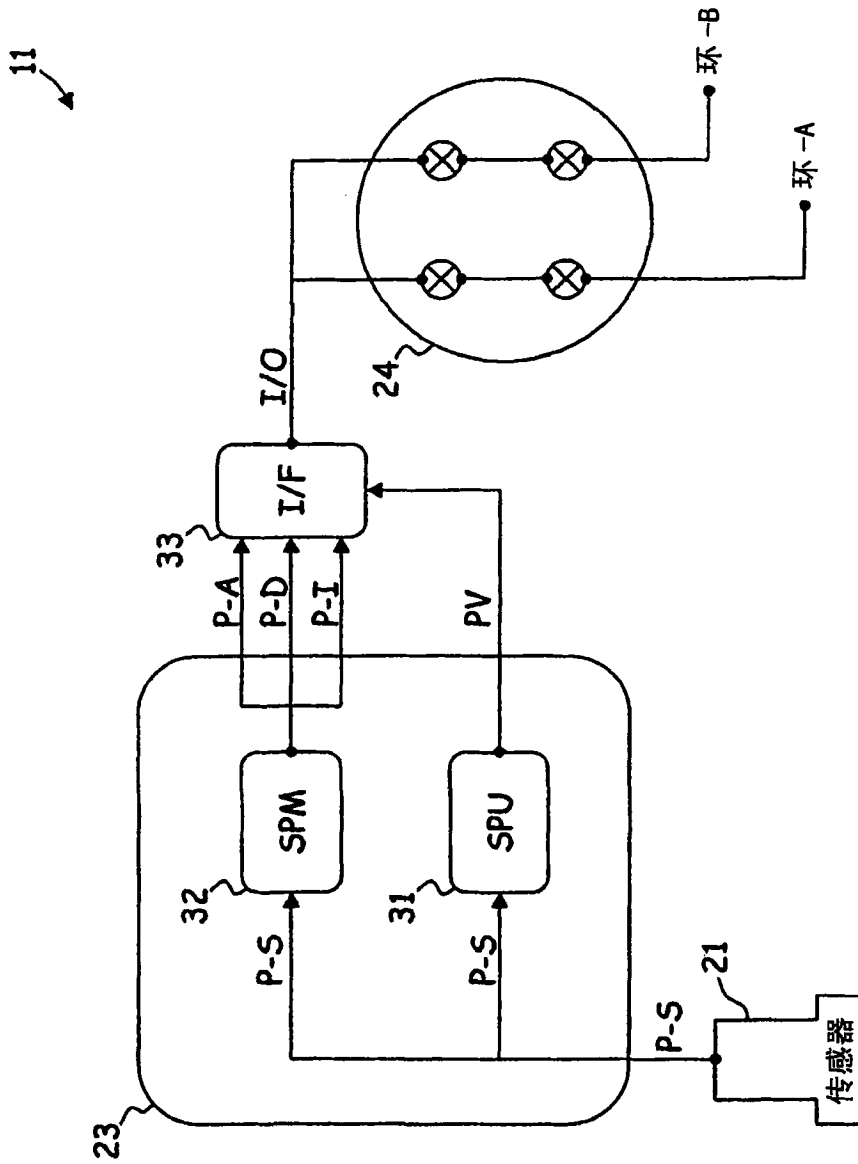 11
环-B
环-A
24
I/O
33
I/F
P-A
P-D
P-I
PV
23
32
SPM
31
SPU
P-S
P-S
P-S
21
传感器